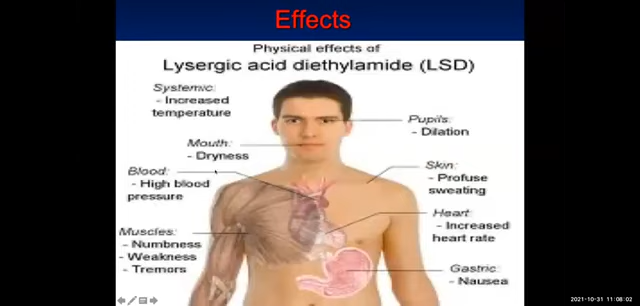 Effects
Physical effects of
Lysergic acid diethylamide (LSD)
Systemic:
- Increased
temperature
Mouth:
- Dryness
Blood:
- High blood
pressure
Muscles:
- Numbness
- Weakness
- Tremors
Pupils:
- Dilation
Skin:
- Profuse
sweating
Heart:
- Increased
heart rate
Gastric:
- Nausea
2021-10-31 11:08:02